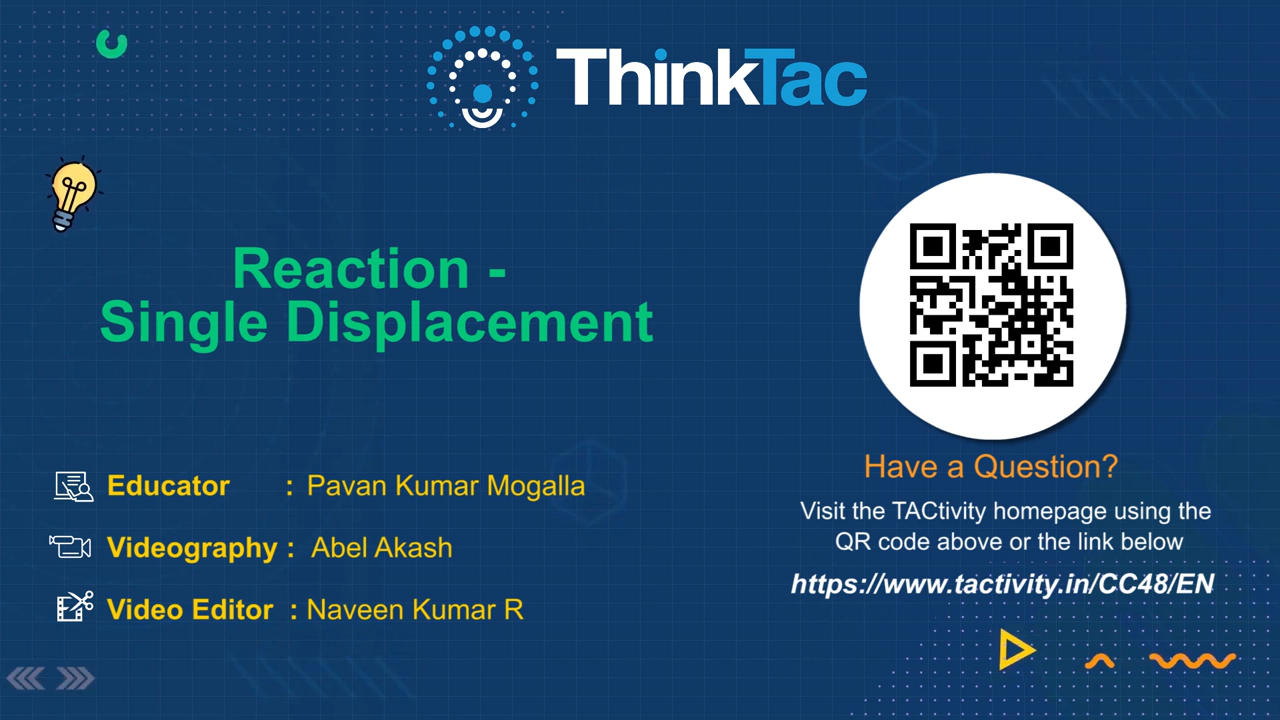 ThinkTac
Reaction -
Single Displacement
Educator : Pavan Kumar Mogalla
Videography : Abel Akash
Video Editor : Naveen Kumar R
Have a Question?
Visit the TACtivity homepage using the
QR code above or the link below
https://www.tactivity.in/CC48/EN